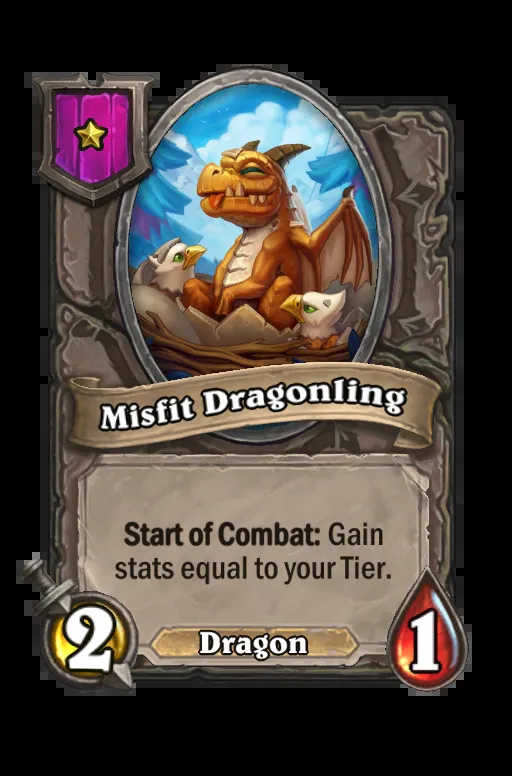 Misfit Dragonling
Start of Combat: Gain
stats equal to your Tier.
2
Dragon
1